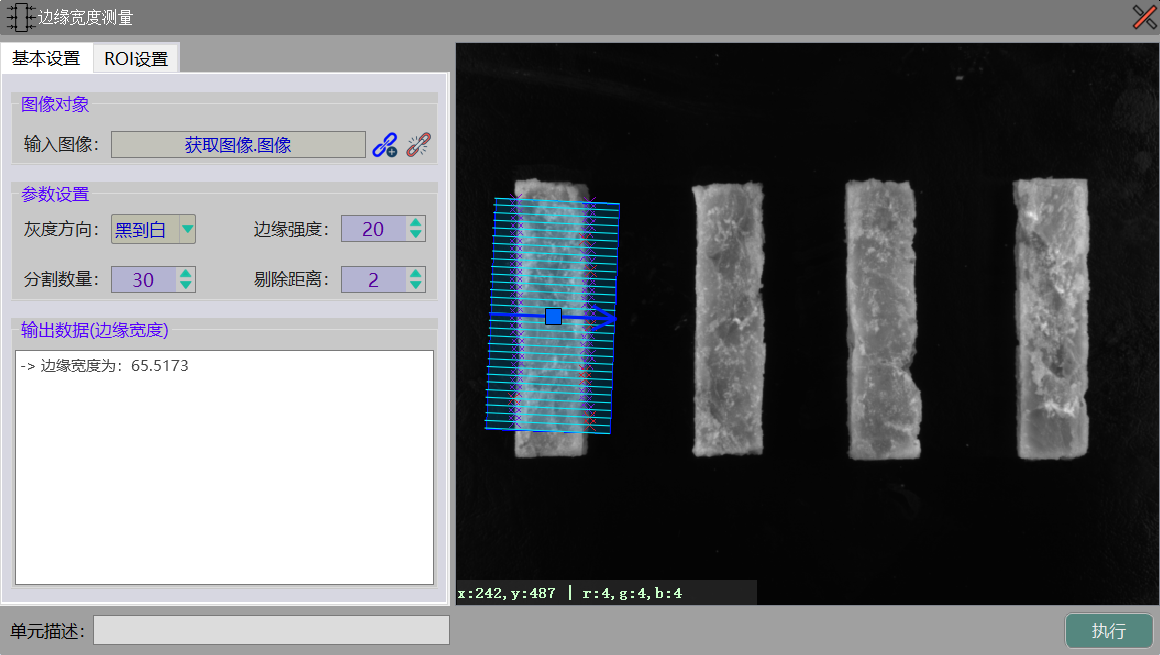 边缘宽度测量
基本设置 ROI设置
图像对象
输入图像： 获取图像.图像
参数设置
灰度方向： 黑到白 边缘强度： 20
分割数量： 30 剔除距离： 2
输出数据(边缘宽度)
-> 边缘宽度为：65.5173
x:242,y:487 | r:4,g:4,b:4
单元描述： 执行